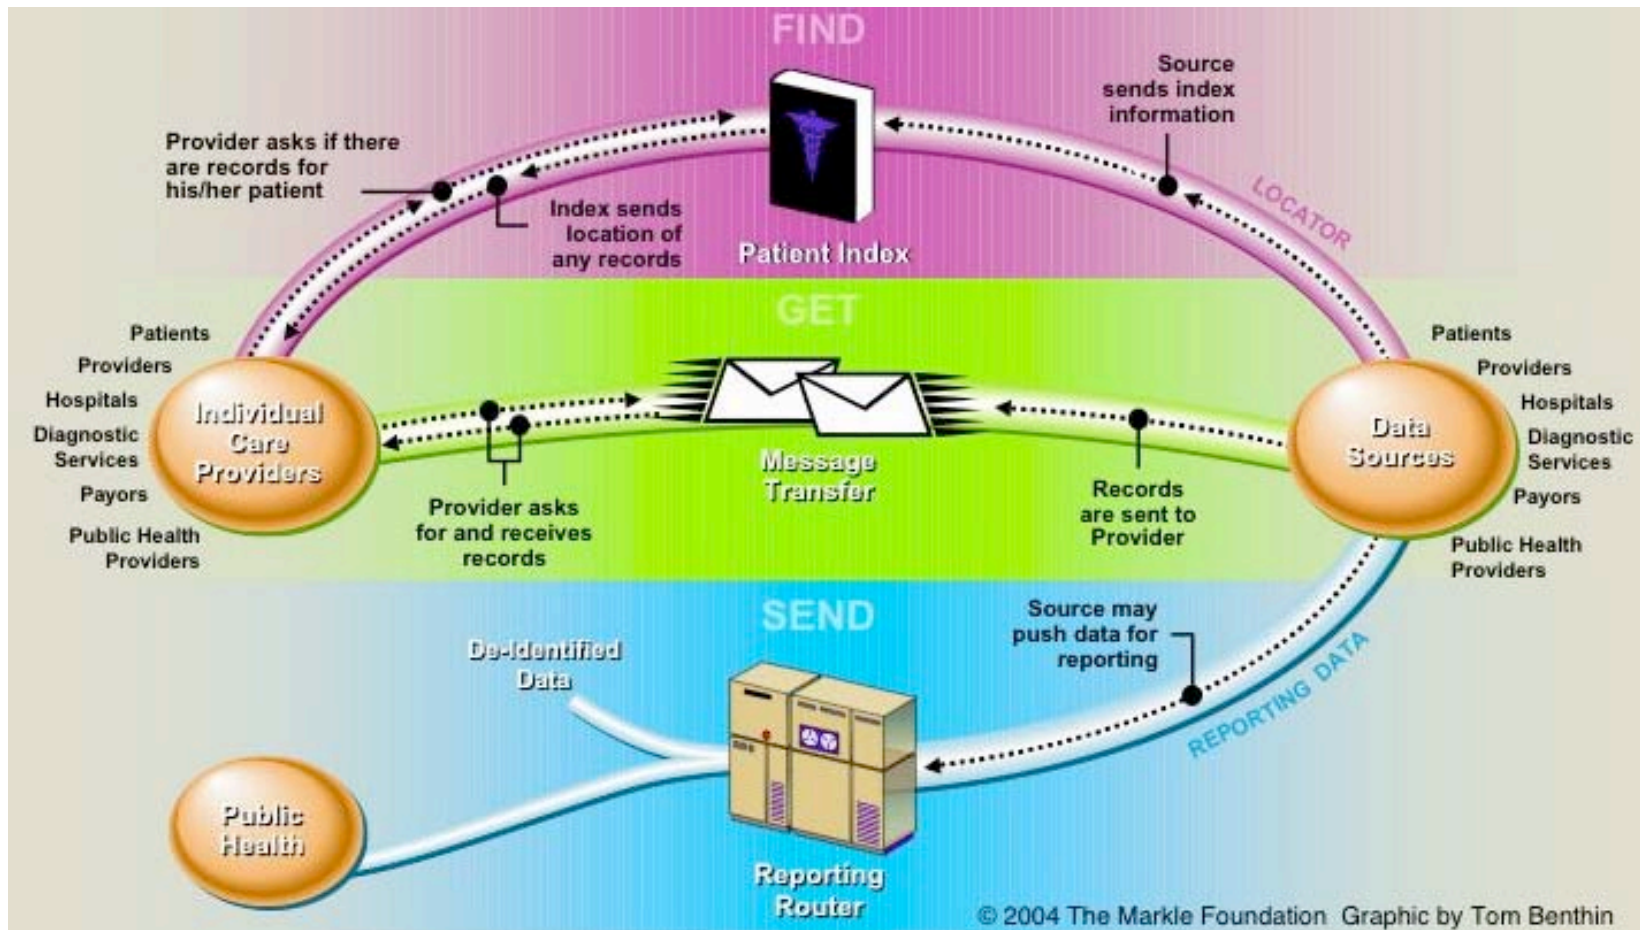 FIND
Source
sends index
information
Provider asks if there
are records for
his/her patient
LOCATOR
Index sends
location of
any records
Patient Index
GET
Patients
Providers
Hospitals
Diagnostic
Services
Payors
Public Health
Providers
Individual
Care
Providers
Message
Transfer
Provider asks
for and receives
records
Records
are sent to
Provider
Data
Sources
Patients
Providers
Hospitals
Diagnostic
Services
Payors
Public Health
Providers
SEND
Source may
push data for
reporting
REPORTING DATA
De-Identified
Data
Public
Health
Reporting
Router
© 2004 The Markle Foundation Graphic by Tom Benthin